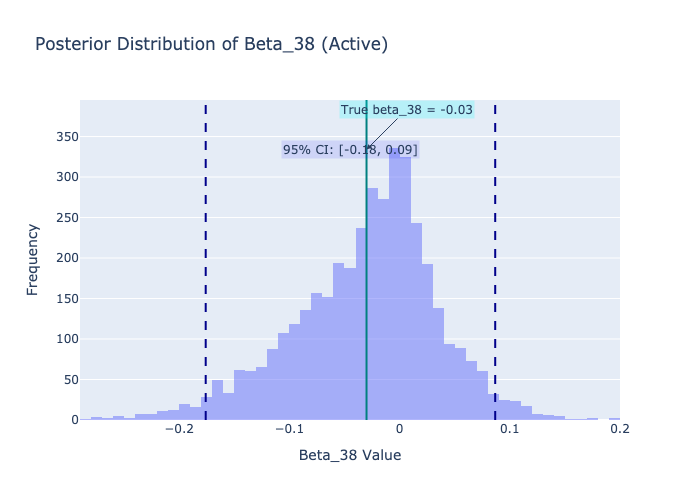 Posterior Distribution of Beta_38 (Active)
True beta_38 = -0.03
95% CI: [-0.18, 0.09]
350
300
250
200
150
100
50
0
Frequency
−0.2
−0.1
0
0.1
0.2
Beta_38 Value